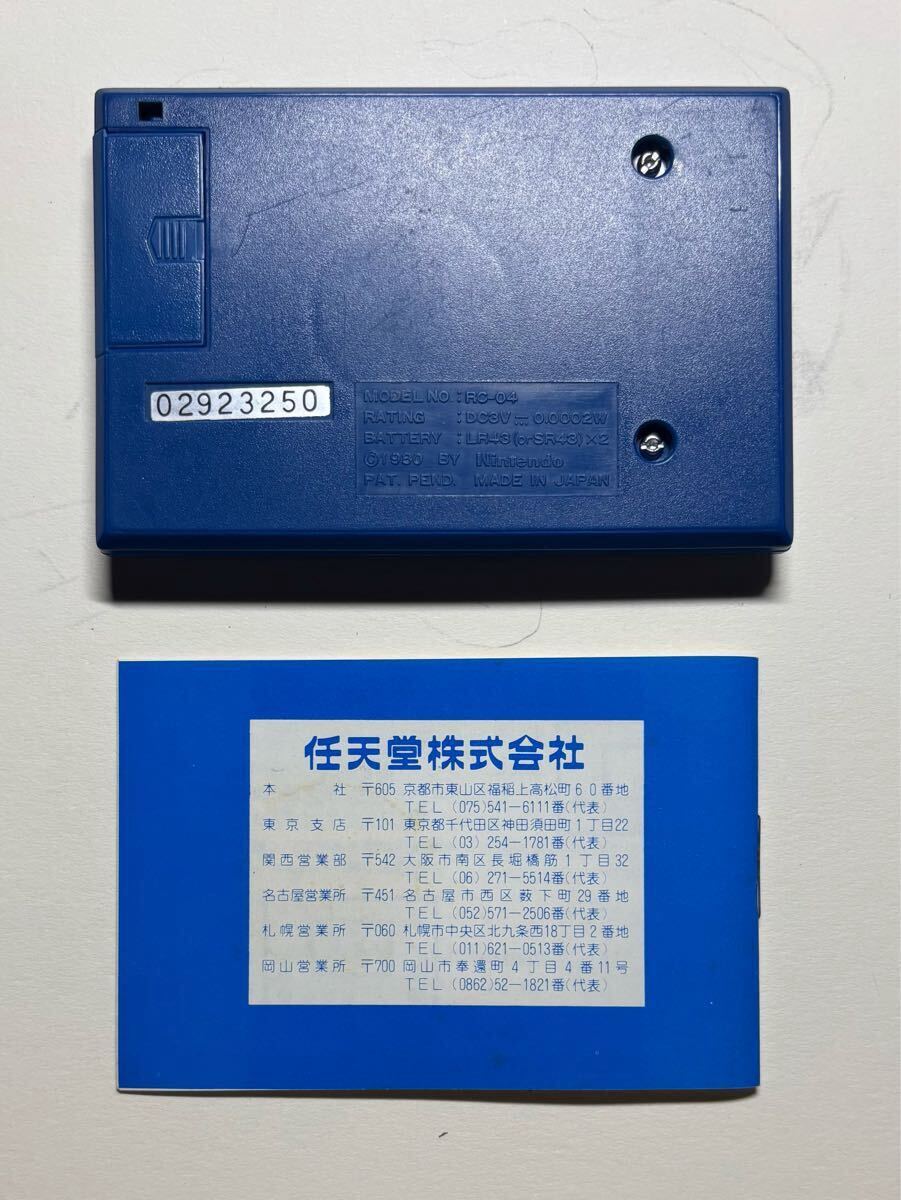 02923250
MODEL NO.:RC-04
RATING :DC3V⎓0.0002W
BATTERY :LR43(orSR43)×2
©1980 BY Nintendo
PAT. PEND. MADE IN JAPAN
任天堂株式会社
本社 〒605 京都市東山区福稲上高松町60番地
TEL (075)541-6111番(代表)
東京支店 〒101 東京都千代田区神田須田町1丁目22
TEL (03) 254-1781番(代表)
関西営業部 〒542 大阪市南区長堀橋筋1丁目32
TEL (06) 271-5514番(代表)
名古屋営業所 〒451 名古屋市西区薮下町29番地
TEL (052)571-2506番(代表)
札幌営業所 〒060 札幌市中央区北九条西18丁目2番地
TEL (011)621-0513番(代表)
岡山営業所 〒700 岡山市奉還町4丁目4番11号
TEL (0862)52-1821番(代表)